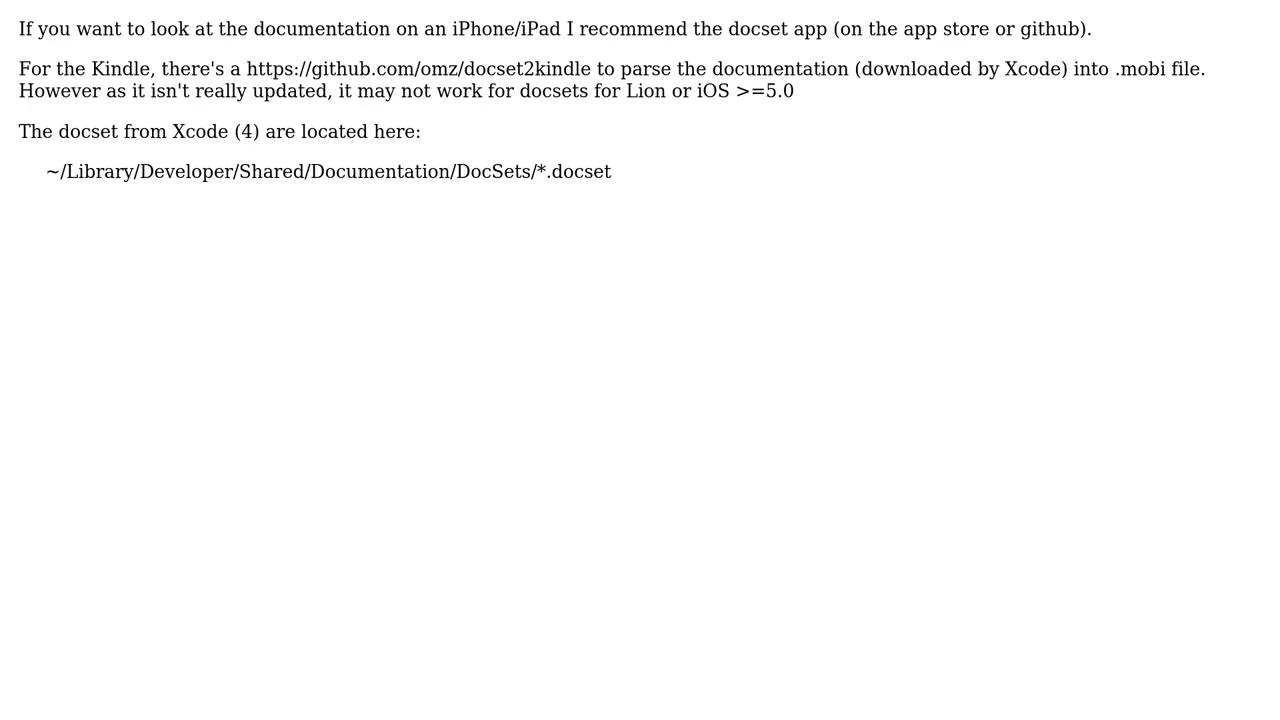 If you want to look at the documentation on an iPhone/iPad I recommend the docset app (on the app store or github).
For the Kindle, there's a https://github.com/omz/docset2kindle to parse the documentation (downloaded by Xcode) into .mobi file.
However as it isn't really updated, it may not work for docsets for Lion or iOS >=5.0
The docset from Xcode (4) are located here:
~/Library/Developer/Shared/Documentation/DocSets/*.docset